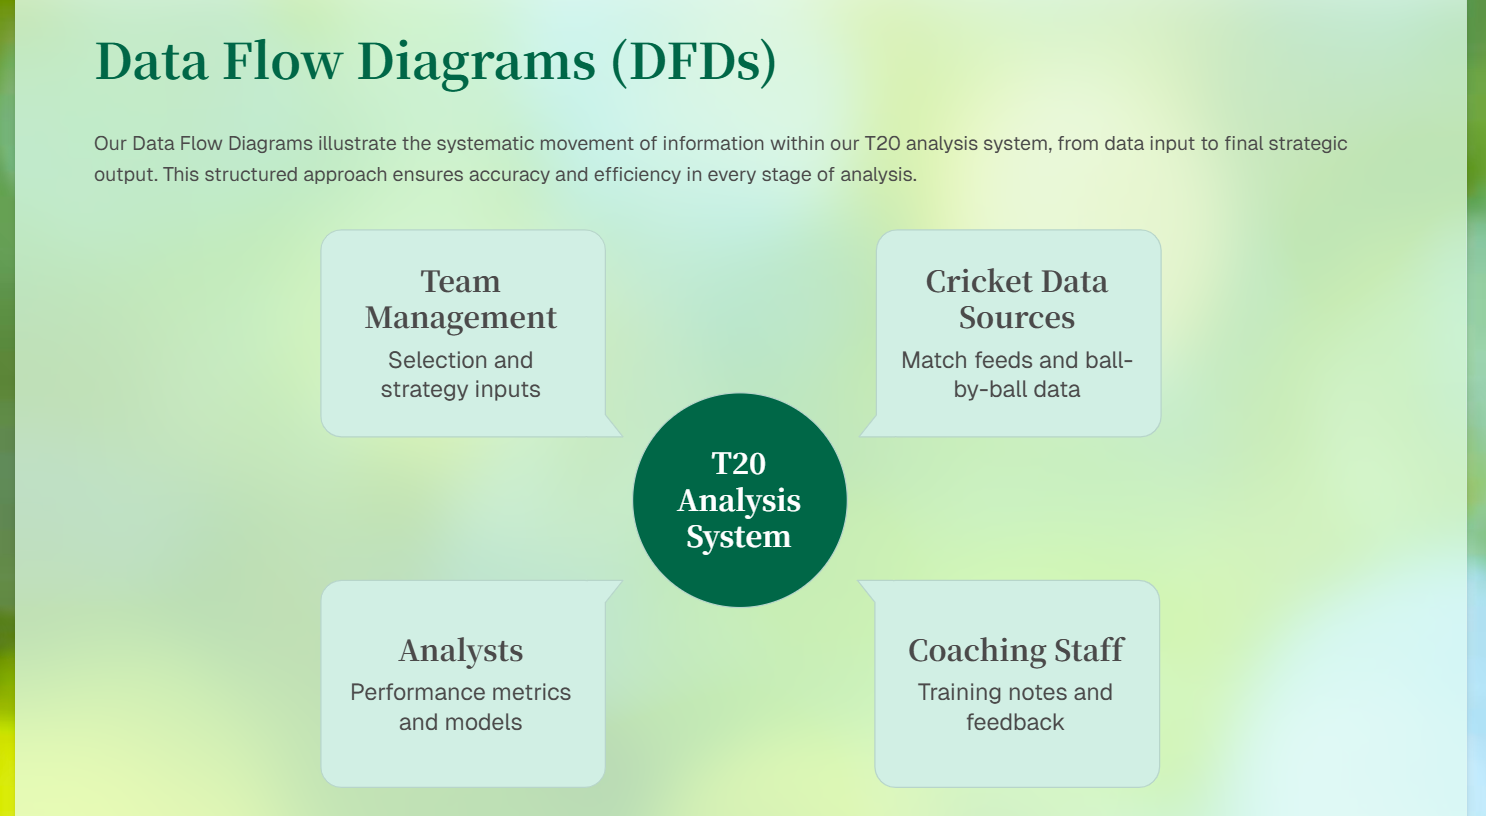 Data Flow Diagrams (DFDs)
Our Data Flow Diagrams illustrate the systematic movement of information within our T20 analysis system, from data input to final strategic
output. This structured approach ensures accuracy and efficiency in every stage of analysis.
Team
Management
Selection and
strategy inputs
Cricket Data
Sources
Match feeds and ball-
by-ball data
T20
Analysis
System
Analysts
Performance metrics
and models
Coaching Staff
Training notes and
feedback